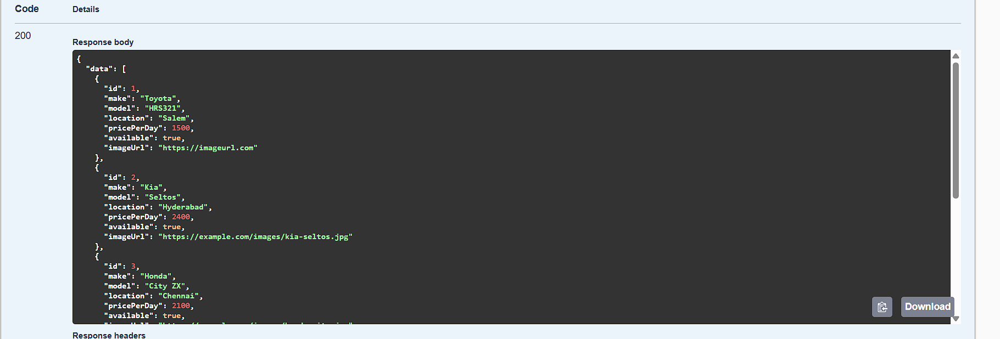 Code Details
200
Response body
{
"data": [
{
"id": 1,
"make": "Toyota",
"model": "HRS321",
"location": "Salem",
"pricePerDay": 1500,
"available": true,
"imageUrl": "https://imageurl.com"
},
{
"id": 2,
"make": "Kia",
"model": "Seltos",
"location": "Hyderabad",
"pricePerDay": 2400,
"available": true,
"imageUrl": "https://example.com/images/kia-seltos.jpg"
},
{
"id": 3,
"make": "Honda",
"model": "City ZX",
"location": "Chennai",
"pricePerDay": 2100,
"available": true,
Download
Response headers